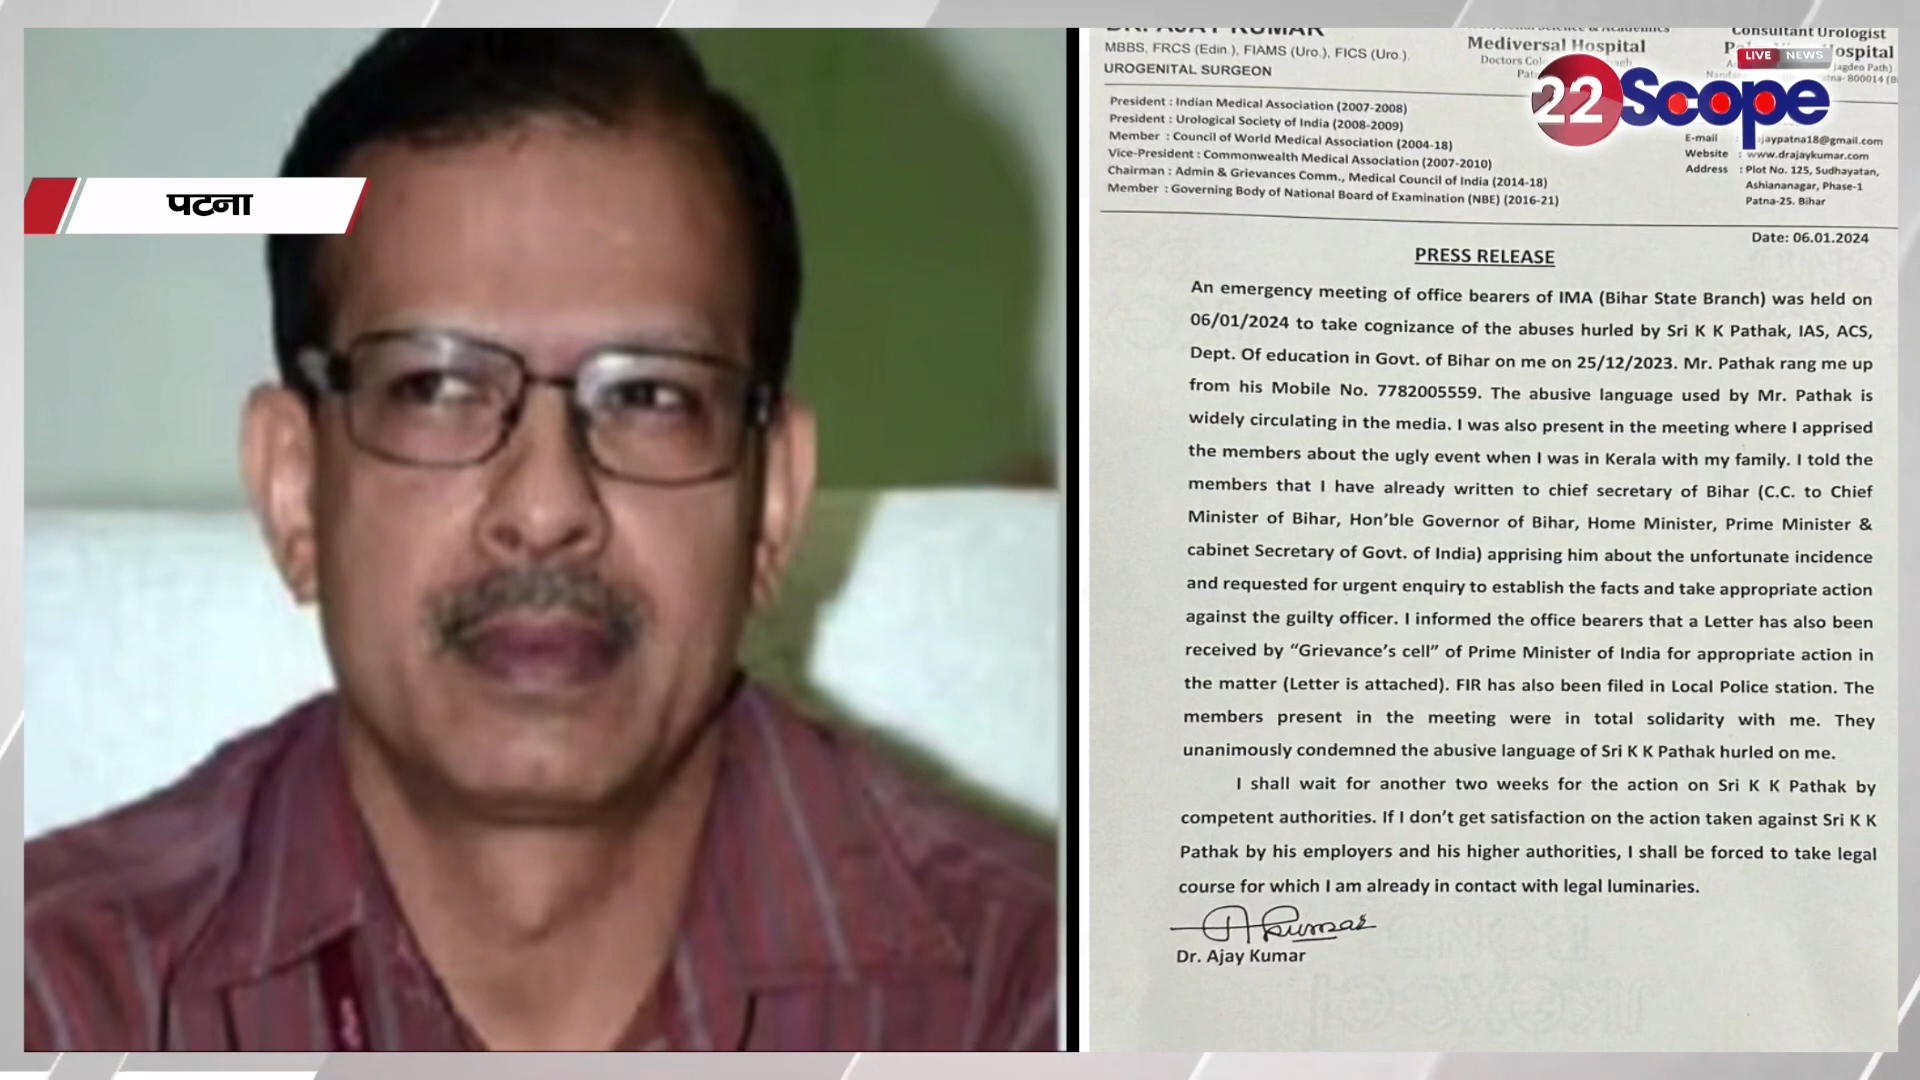 पटना
LIVE NEWS
22Scope
DR. AJAY KUMAR
MBBS, FRCS (Edin.), FIAMS (Uro.), FICS (Uro.)
UROGENITAL SURGEON
Mediversal Hospital
Consultant Urologist
President : Indian Medical Association (2007-2008)
President : Urological Society of India (2008-2009)
Member : Council of World Medical Association (2004-18)
Vice-President : Commonwealth Medical Association (2007-2010)
Chairman : Admin & Grievances Comm., Medical Council of India (2014-18)
Member : Governing Body of National Board of Examination (NBE) (2016-21)
E-mail : jaypatna18@gmail.com
Website : www.drajaykumar.com
Address : Plot No. 125, Sudhayatan,
Ashiananagar, Phase-1
Patna-25. Bihar
Date: 06.01.2024
PRESS RELEASE
An emergency meeting of office bearers of IMA (Bihar State Branch) was held on
06/01/2024 to take cognizance of the abuses hurled by Sri K K Pathak, IAS, ACS,
Dept. Of education in Govt. of Bihar on me on 25/12/2023. Mr. Pathak rang me up
from his Mobile No. 7782005559. The abusive language used by Mr. Pathak is
widely circulating in the media. I was also present in the meeting where I apprised
the members about the ugly event when I was in Kerala with my family. I told the
members that I have already written to chief secretary of Bihar (C.C. to Chief
Minister of Bihar, Hon’ble Governor of Bihar, Home Minister, Prime Minister &
cabinet Secretary of Govt. of India) apprising him about the unfortunate incidence
and requested for urgent enquiry to establish the facts and take appropriate action
against the guilty officer. I informed the office bearers that a Letter has also been
received by “Grievance’s cell” of Prime Minister of India for appropriate action in
the matter (Letter is attached). FIR has also been filed in Local Police station. The
members present in the meeting were in total solidarity with me. They
unanimously condemned the abusive language of Sri K K Pathak hurled on me.
I shall wait for another two weeks for the action on Sri K K Pathak by
competent authorities. If I don’t get satisfaction on the action taken against Sri K K
Pathak by his employers and his higher authorities, I shall be forced to take legal
course for which I am already in contact with legal luminaries.
AKumar
Dr. Ajay Kumar